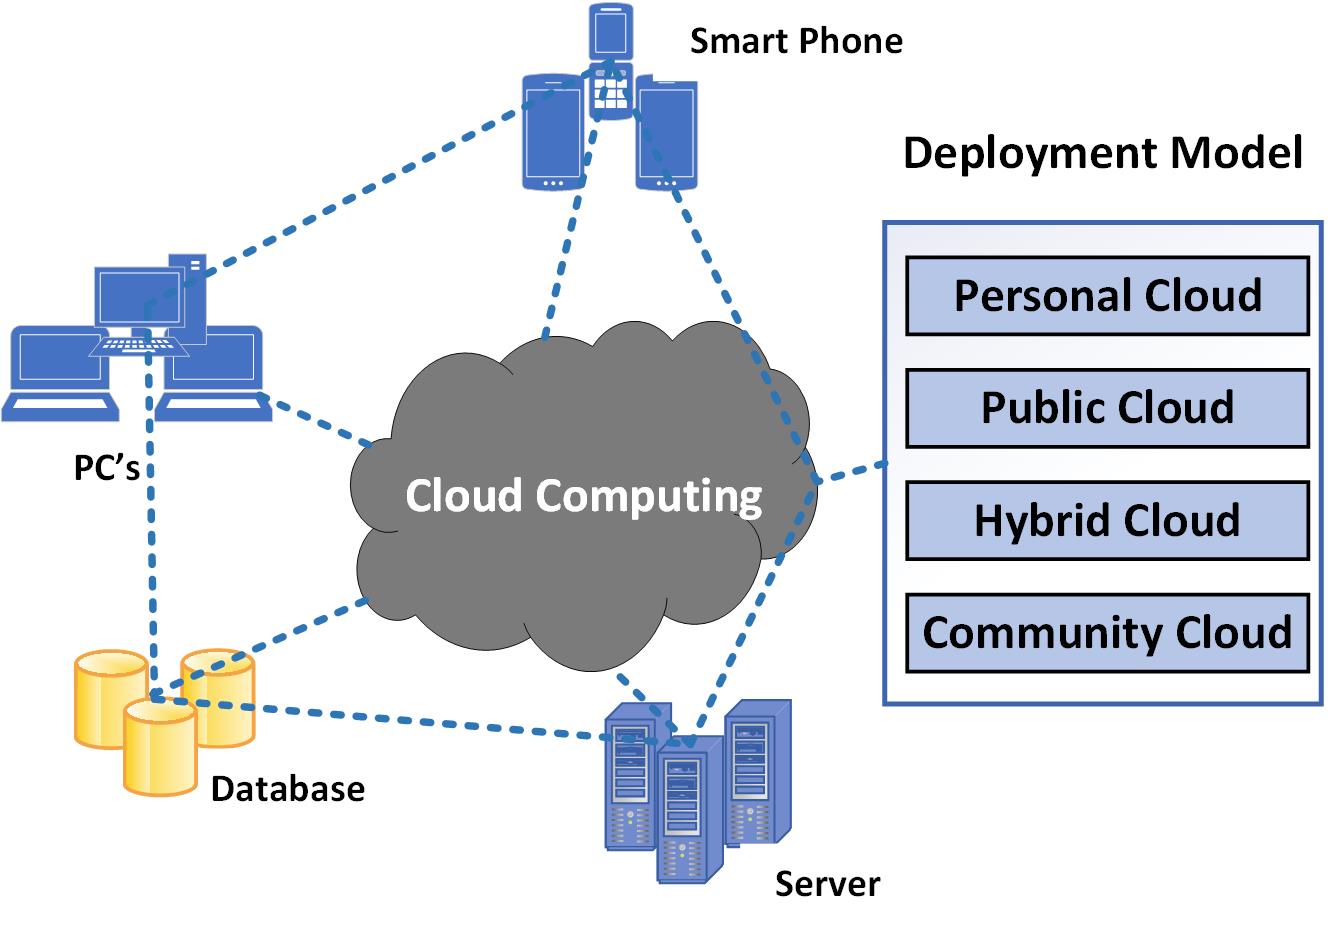 Smart Phone
Deployment Model
Personal Cloud
Public Cloud
Hybrid Cloud
Community Cloud
PC’s
Cloud Computing
Database
Server